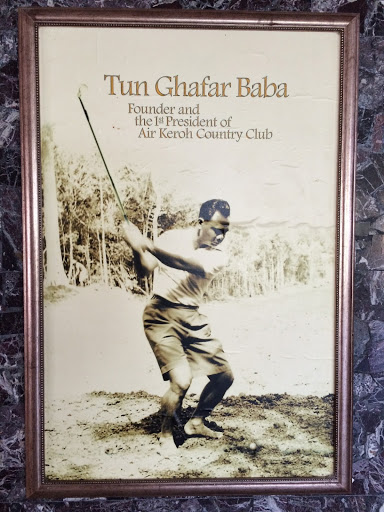 Tun Ghafar Baba
Founder and
the 1st President of
Air Keroh Country Club